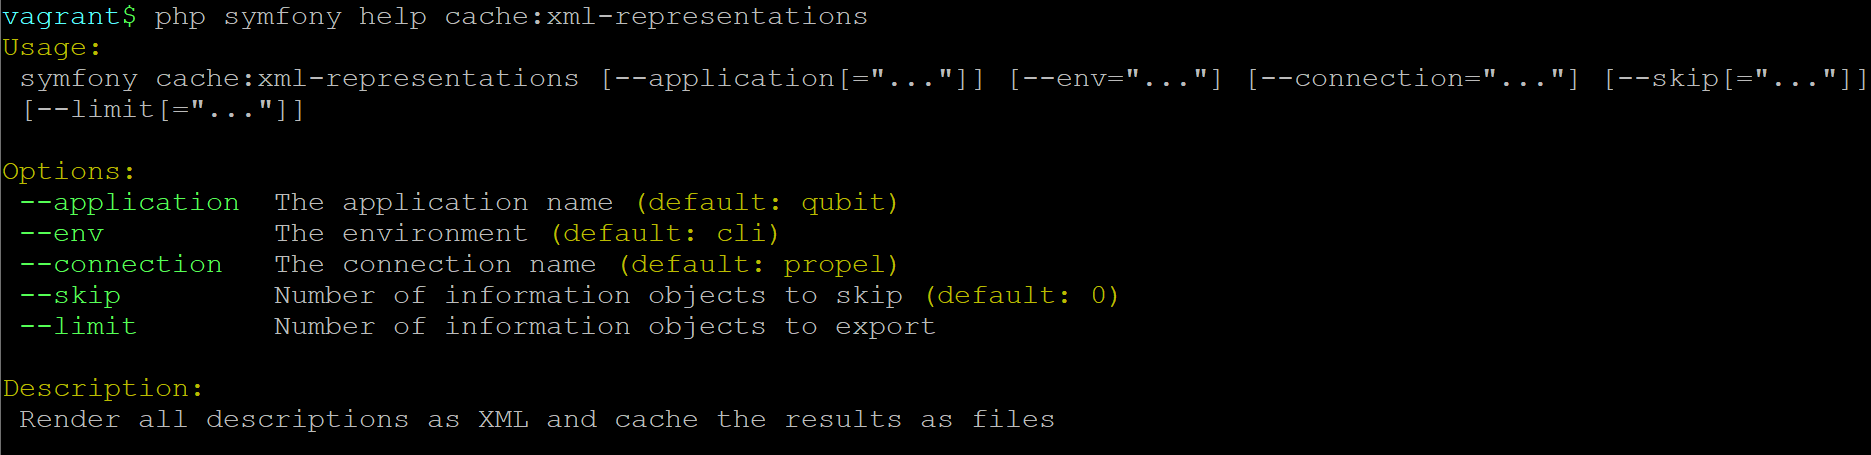 vagrant$ php symfony help cache:xml-representations
Usage:
 symfony cache:xml-representations [--application[="..."]] [--env="..."] [--connection="..."] [--skip[="..."]]
 [--limit[="..."]]

Options:
 --application  The application name (default: qubit)
 --env          The environment (default: cli)
 --connection   The connection name (default: propel)
 --skip         Number of information objects to skip (default: 0)
 --limit        Number of information objects to export

Description:
 Render all descriptions as XML and cache the results as files